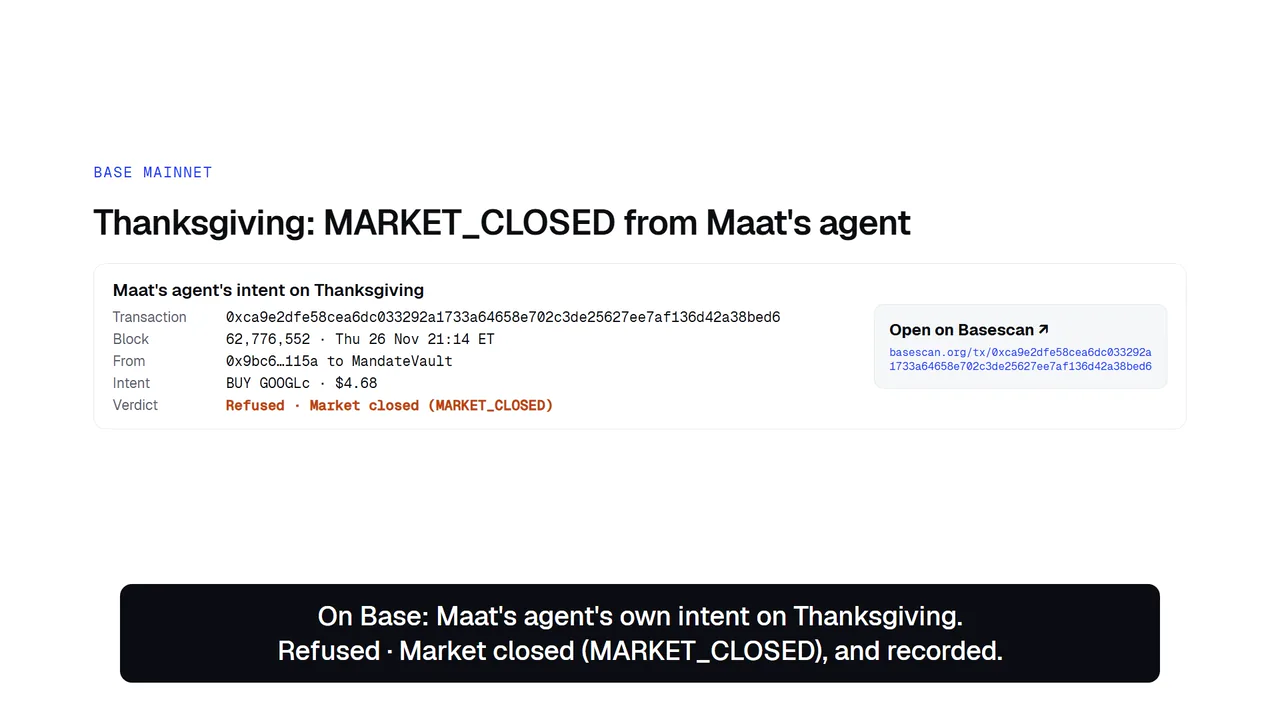 BASE MAINNET
Thanksgiving: MARKET_CLOSED from Maat's agent
Maat's agent's intent on Thanksgiving
Transaction 0xca9e2dfe58cea6dc033292a1733a64658e702c3de25627ee7af136d42a38bed6
Block 62,776,552 · Thu 26 Nov 21:14 ET
From 0x9bc6…115a to MandateVault
Intent BUY GOOGLc · $4.68
Verdict Refused · Market closed (MARKET_CLOSED)
Open on Basescan ↗
basescan.org/tx/0xca9e2dfe58cea6dc033292a
1733a64658e702c3de25627ee7af136d42a38bed6
On Base: Maat's agent's own intent on Thanksgiving.
Refused · Market closed (MARKET_CLOSED), and recorded.